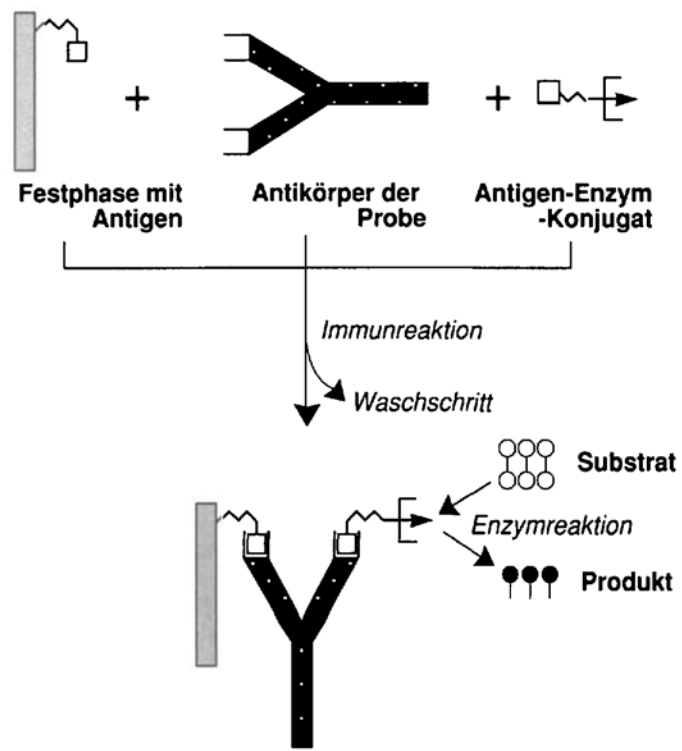 +
+
Festphase mit
Antigen
Antikörper der
Probe
Antigen-Enzym
-Konjugat
Immunreaktion
Waschschritt
Substrat
Enzymreaktion
Produkt